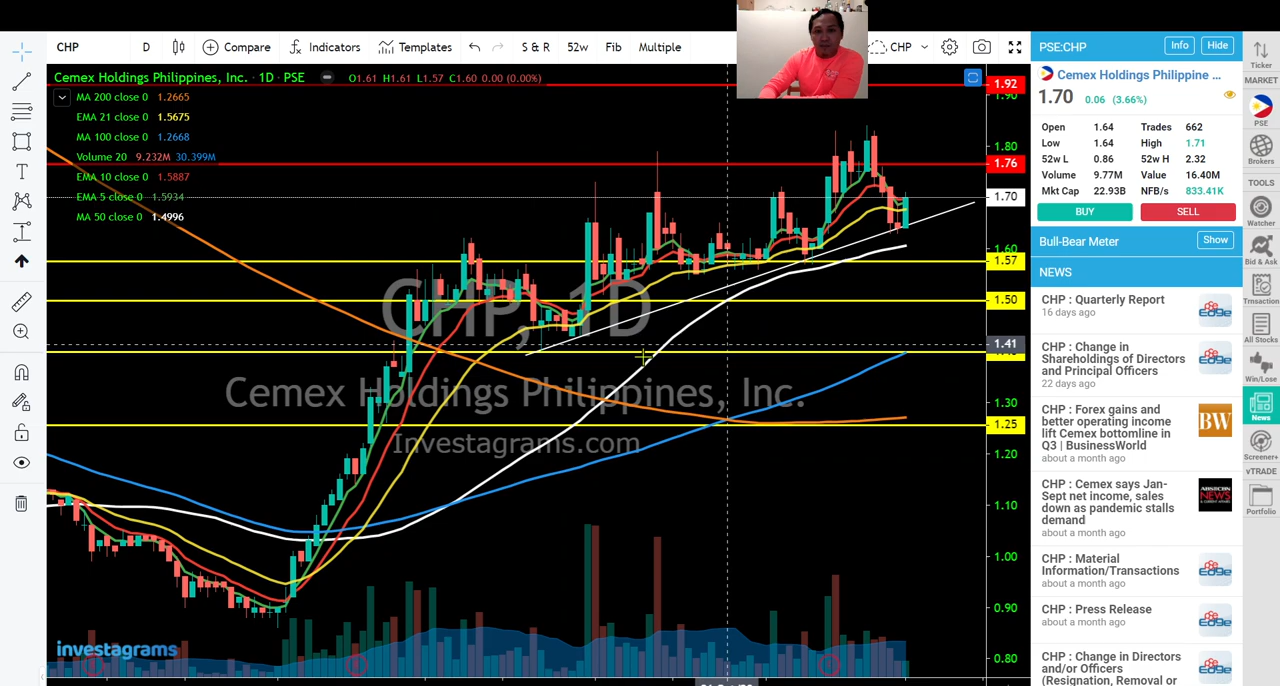 CHP D Compare Indicators Templates S & R 52w Fib Multiple CHP
Cemex Holdings Philippines, Inc. · 1D · PSE O1.61 H1.61 L1.57 C1.60 0.00 (0.00%)
MA 200 close 0 1.2665
EMA 21 close 0 1.5675
MA 100 close 0 1.2668
Volume 20 9.232M 30.399M
EMA 10 close 0 1.5887
EMA 5 close 0 1.5934
MA 50 close 0 1.4996
CHP, 1D
Cemex Holdings Philippines, Inc.
Investagrams.com
investagrams
1.92
1.90
1.80
1.76
1.70
1.60
1.57
1.50
1.41
1.30
1.25
1.20
1.10
1.00
0.90
0.80
PSE:CHP Info Hide
Cemex Holdings Philippine ...
1.70 0.06 (3.66%)
Open 1.64 Trades 662
Low 1.64 High 1.71
52w L 0.86 52w H 2.32
Volume 9.77M Value 16.40M
Mkt Cap 22.93B NFB/s 833.41K
BUY SELL
Bull-Bear Meter Show
NEWS
CHP : Quarterly Report
16 days ago
CHP : Change in
Shareholdings of Directors
and Principal Officers
22 days ago
CHP : Forex gains and
better operating income
lift Cemex bottomline in
Q3 | BusinessWorld
about a month ago
BW
CHP : Cemex says Jan-
Sept net income, sales
down as pandemic stalls
demand
about a month ago
ABS-CBN
NEWS
CHP : Material
Information/Transactions
about a month ago
CHP : Press Release
about a month ago
CHP : Change in Directors
and/or Officers
(Resignation, Removal or
Edge
Edge
Edge
Edge
Edge
Ticker
MARKET
PSE
Brokers
TOOLS
Watcher
Bid & Ask
Trnsaction
All Stocks
Win/Lose
News
Screener+
vTRADE
Portfolio